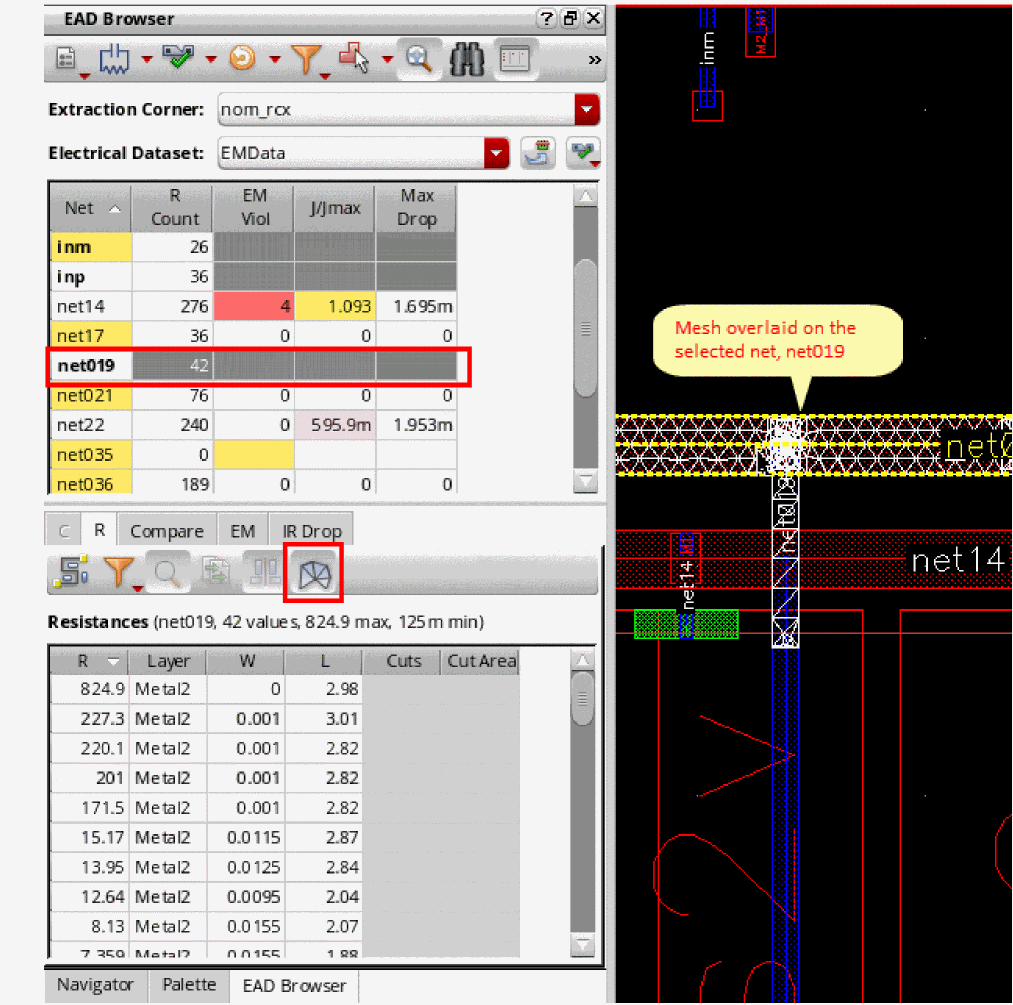 EAD Browser
Extraction Corner: nom_rcx
Electrical Dataset: EMData
Net R Count EM Viol J/Jmax Max Drop
inm 26
inp 36
net14 276 4 1.093 1.695m
net17 36 0 0 0
net019 42
net021 76 0 0 0
net22 240 0 595.9m 1.953m
net035 0
net036 189 0 0 0
C R Compare EM IR Drop
Resistances (net019, 42 values, 824.9 max, 125m min)
R Layer W L Cuts Cut Area
824.9 Metal2 0 2.98
227.3 Metal2 0.001 3.01
220.1 Metal2 0.001 2.82
201 Metal2 0.001 2.82
171.5 Metal2 0.001 2.82
15.17 Metal2 0.0115 2.87
13.95 Metal2 0.0125 2.84
12.64 Metal2 0.0095 2.04
8.13 Metal2 0.0155 2.07
7.359 Metal2 0.0155 1.88
Navigator Palette EAD Browser
inm
M2_M1
Mesh overlaid on the
selected net, net019
net0
net14
net14